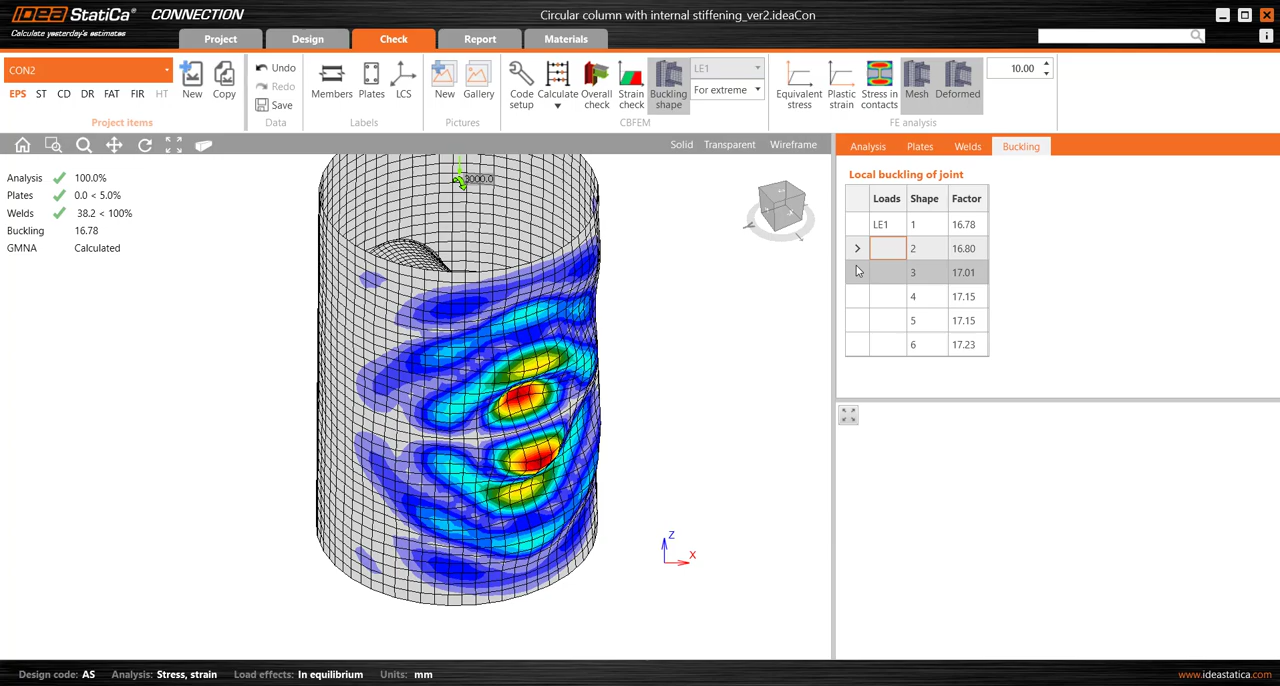 IDEA StatiCa® CONNECTION
Calculate yesterday's estimates
Circular column with internal stiffening_ver2.ideaCon
Project Design Check Report Materials
CON2
EPS ST CD DR FAT FIR HT
Project items
New Copy
Undo
Redo
Save
Data
Members Plates LCS
Labels
New Gallery
Pictures
Code setup
Calculate
Overall check
Strain check
Buckling shape
LE1
For extreme
CBFEM
Equivalent stress
Plastic strain
Stress in contacts
Mesh
Deformed
10.00
FE analysis
Solid Transparent Wireframe
Analysis 100.0%
Plates 0.0 < 5.0%
Welds 38.2 < 100%
Buckling 16.78
GMNA Calculated
3000.0
Z
X
Analysis Plates Welds Buckling
Local buckling of joint
Loads Shape Factor
LE1 1 16.78
2 16.80
3 17.01
4 17.15
5 17.15
6 17.23
Design code: AS Analysis: Stress, strain Load effects: In equilibrium Units: mm
www.ideastatica.com